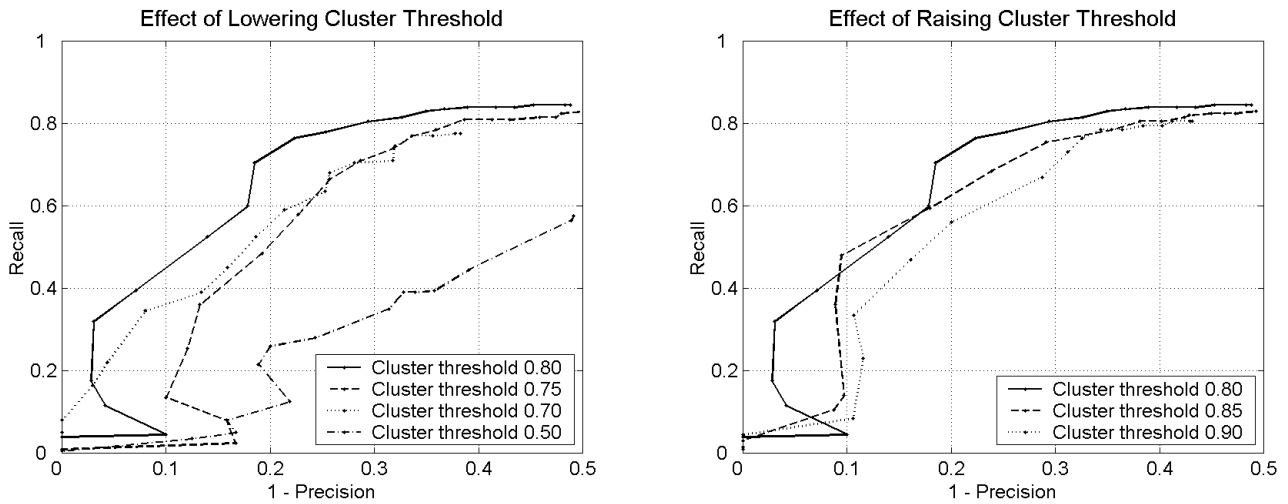 Effect of Lowering Cluster Threshold
1
0.8
0.6
0.4
0.2
0
Recall
0
0.1
0.2
0.3
0.4
0.5
1 - Precision
Cluster threshold 0.80
Cluster threshold 0.75
Cluster threshold 0.70
Cluster threshold 0.50
Effect of Raising Cluster Threshold
1
0.8
0.6
0.4
0.2
0
Recall
0
0.1
0.2
0.3
0.4
0.5
1 - Precision
Cluster threshold 0.80
Cluster threshold 0.85
Cluster threshold 0.90